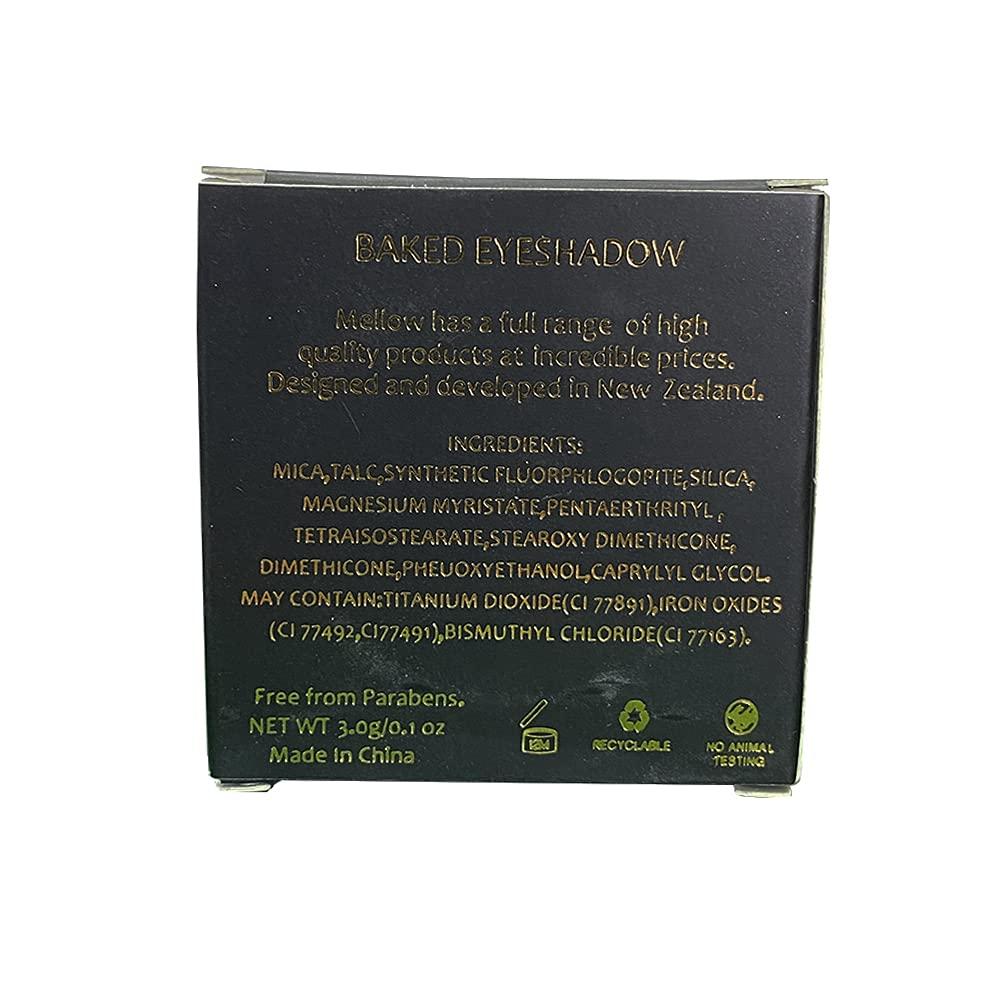 BAKED EYESHADOW
Mellow has a full range of high
quality products at incredible prices.
Designed and developed in New Zealand.
INGREDIENTS:
MICA,TALC,SYNTHETIC FLUORPHLOGOPITE,SILICA,
MAGNESIUM MYRISTATE,PENTAERTHRITYL ,
TETRAISOSTEARATE,STEAROXY DIMETHICONE,
DIMETHICONE,PHEUOXYETHANOL,CAPRYLYL GLYCOL.
MAY CONTAIN:TITANIUM DIOXIDE(CI 77891),IRON OXIDES
(CI 77492,CI77491),BISMUTHYL CHLORIDE(CI 77163).
Free from Parabens.
NET WT 3.0g/0.1 oz
Made in China
18M
RECYCLABLE
NO ANIMAL
TESTING